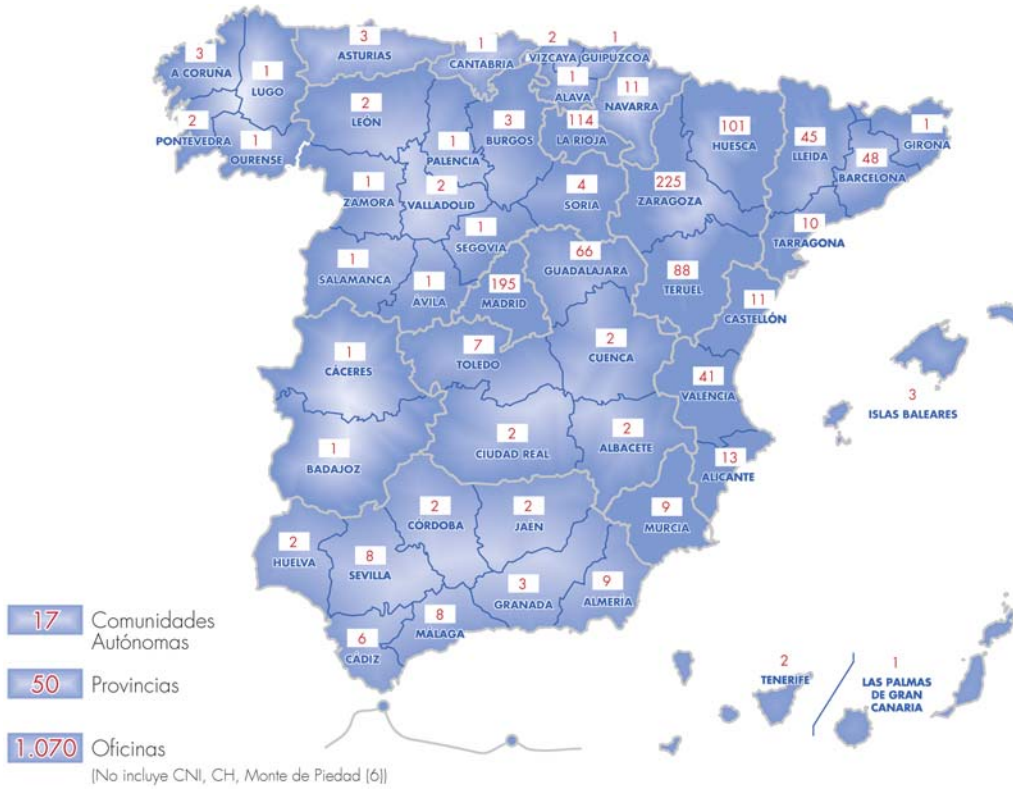 3
A CORUÑA
1
LUGO
3
ASTURIAS
1
CANTABRIA
2
VIZCAYA
1
GUIPÚZCOA
1
ALAVA
11
NAVARRA
2
PONTEVEDRA
1
OURENSE
2
LEÓN
1
PALENCIA
3
BURGOS
114
LA RIOJA
101
HUESCA
45
LLEIDA
1
GIRONA
48
BARCELONA
1
ZAMORA
2
VALLADOLID
4
SORIA
225
ZARAGOZA
10
TARRAGONA
1
SEGOVIA
1
SALAMANCA
1
AVILA
195
MADRID
66
GUADALAJARA
88
TERUEL
11
CASTELLÓN
1
CÁCERES
7
TOLEDO
2
CUENCA
41
VALENCIA
3
ISLAS BALEARES
1
BADAJOZ
2
CIUDAD REAL
2
ALBACETE
13
ALICANTE
2
CÓRDOBA
2
JAÉN
9
MURCIA
2
HUELVA
8
SEVILLA
3
GRANADA
9
ALMERÍA
8
MÁLAGA
6
CÁDIZ
2
TENERIFE
1
LAS PALMAS
DE GRAN
CANARIA
17 Comunidades
Autónomas
50 Provincias
1.070 Oficinas
(No incluye CNI, CH, Monte de Piedad (6))